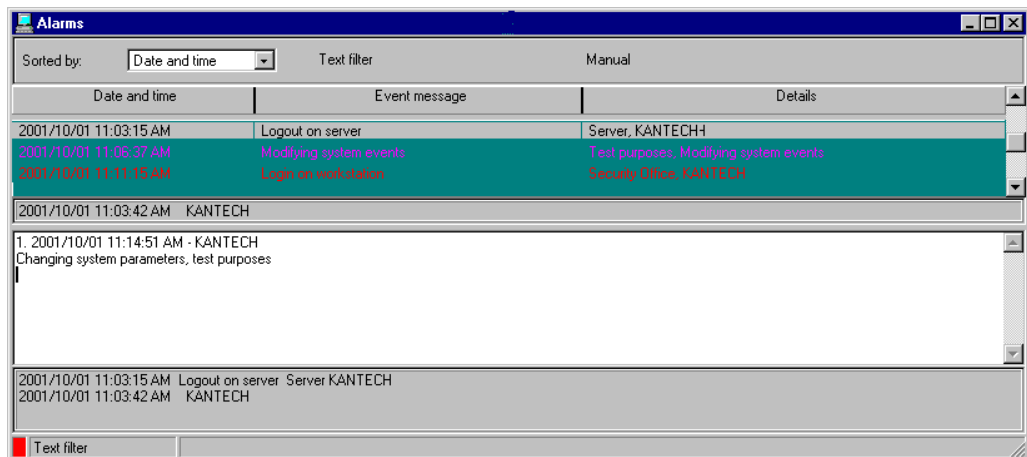 Alarms
Sorted by: Date and time Text filter Manual
Date and time Event message Details
2001/10/01 11:03:15 AM Logout on server Server, KANTECH
2001/10/01 11:06:37 AM Modifying system events Test purposes, Modifying system events
2001/10/01 11:11:15 AM Login on workstation Security Office, KANTECH
2001/10/01 11:03:42 AM KANTECH
1. 2001/10/01 11:14:51 AM - KANTECH
Changing system parameters, test purposes
2001/10/01 11:03:15 AM Logout on server Server KANTECH
2001/10/01 11:03:42 AM KANTECH
Text filter